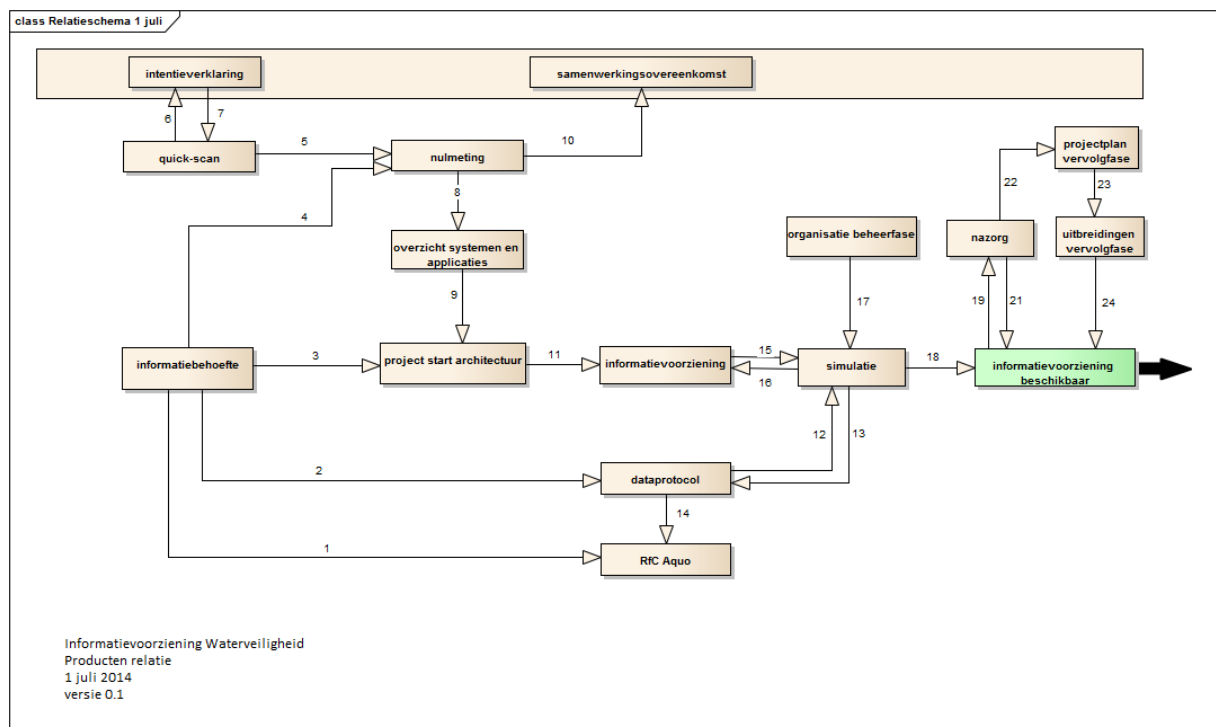 class Relatieschema 1 juli
intentieverklaring
samenwerkingsovereenkomst
6
7
quick-scan
5
nulmeting
10
projectplan
vervolgfase
22
23
4
8
overzicht systemen en
applicaties
organisatie beheerfase
nazorg
uitbreidingen
vervolgfase
9
17
19
21
24
informatiebehoefte
3
project start architectuur
11
informatievoorziening
15
16
simulatie
18
informatievoorziening
beschikbaar
12
13
2
dataprotocol
14
1
RfC Aquo
Informatievoorziening Waterveiligheid
Producten relatie
1 juli 2014
versie 0.1